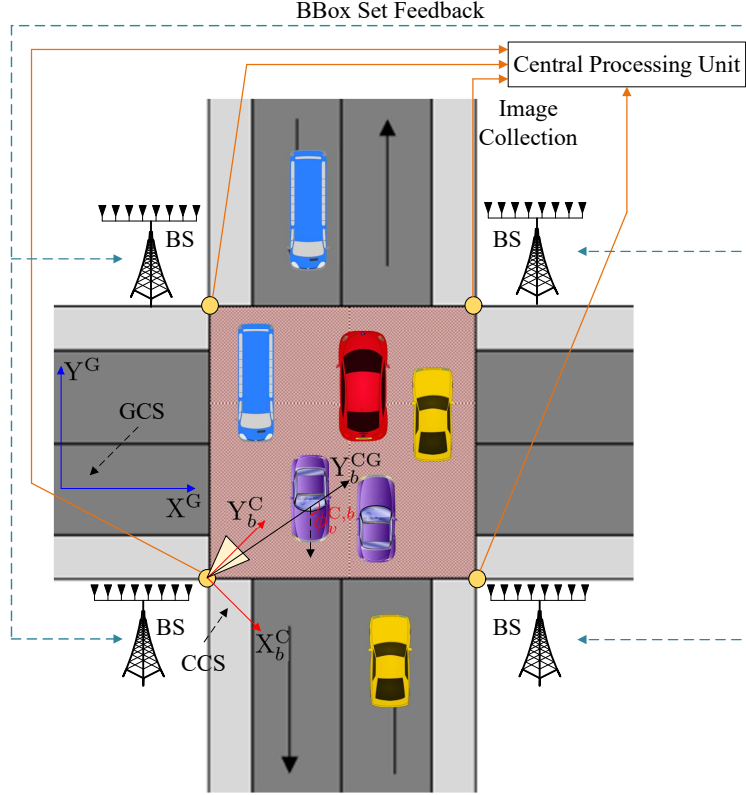 BBox Set Feedback
Central Processing Unit
Image
Collection
BS
BS
Y^G
GCS
X^G
Y_b^CG
Y_b^C
X_b^C
CCS
BS
BS